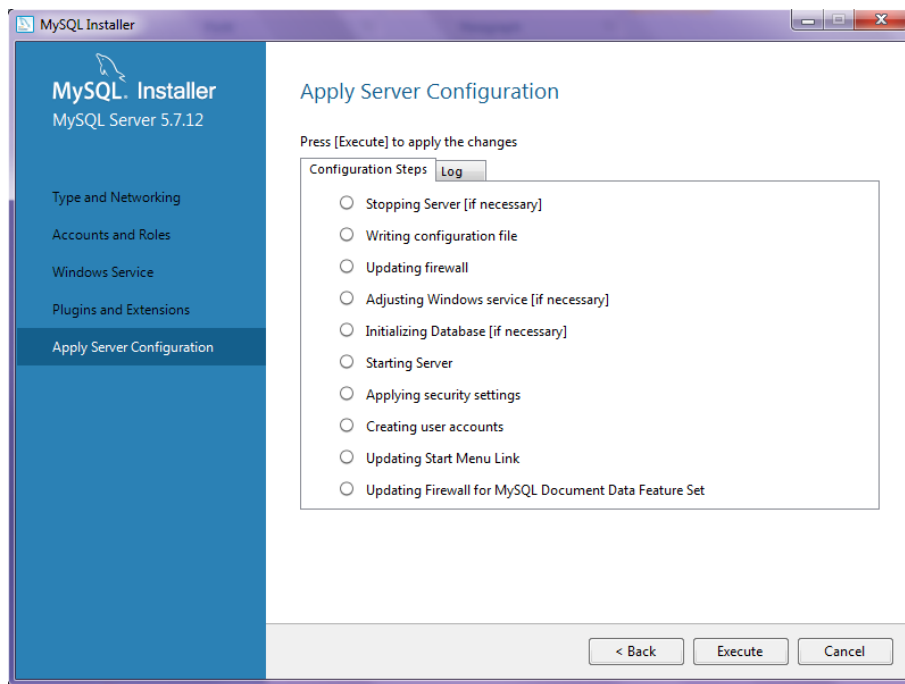 MySQL Installer
MySQL. Installer
MySQL Server 5.7.12
Type and Networking
Accounts and Roles
Windows Service
Plugins and Extensions
Apply Server Configuration
Apply Server Configuration
Press [Execute] to apply the changes
Configuration Steps Log
Stopping Server [if necessary]
Writing configuration file
Updating firewall
Adjusting Windows service [if necessary]
Initializing Database [if necessary]
Starting Server
Applying security settings
Creating user accounts
Updating Start Menu Link
Updating Firewall for MySQL Document Data Feature Set
< Back Execute Cancel